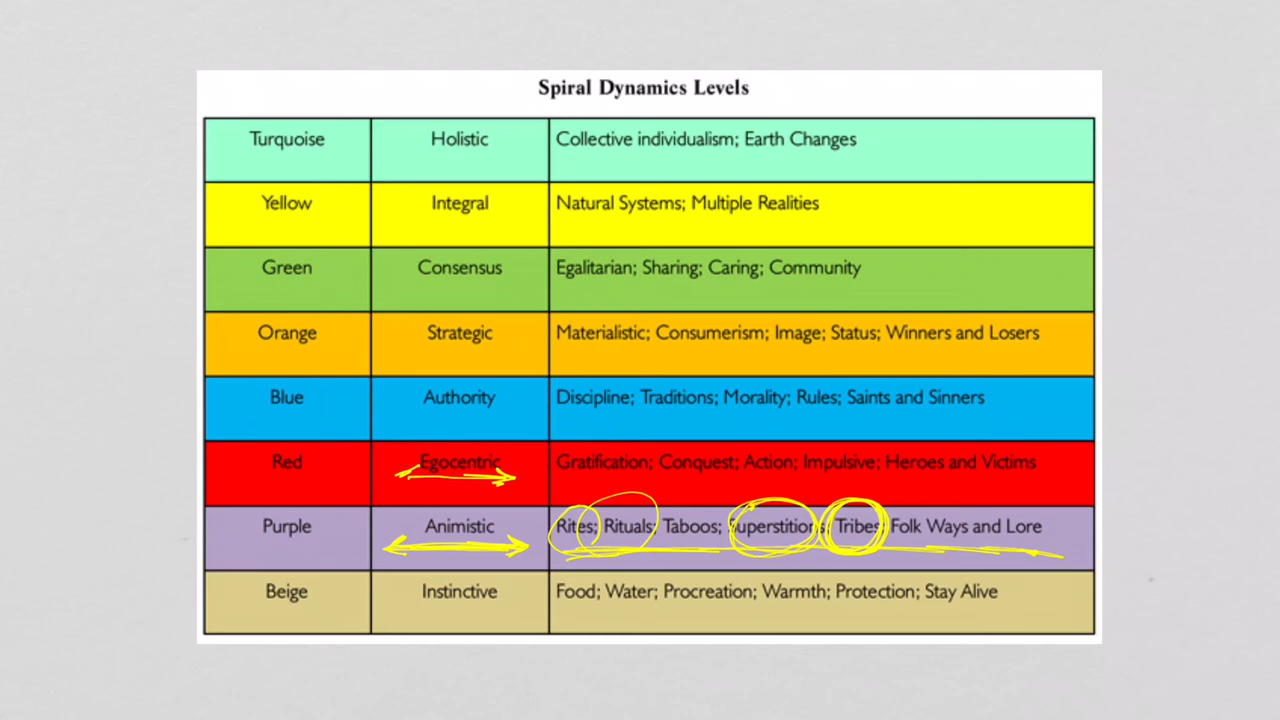 Spiral Dynamics Levels
Turquoise Holistic Collective individualism; Earth Changes
Yellow Integral Natural Systems; Multiple Realities
Green Consensus Egalitarian; Sharing; Caring; Community
Orange Strategic Materialistic; Consumerism; Image; Status; Winners and Losers
Blue Authority Discipline; Traditions; Morality; Rules; Saints and Sinners
Red Egocentric Gratification; Conquest; Action; Impulsive; Heroes and Victims
Purple Animistic Rites; Rituals; Taboos; Superstitions; Tribes; Folk Ways and Lore
Beige Instinctive Food; Water; Procreation; Warmth; Protection; Stay Alive